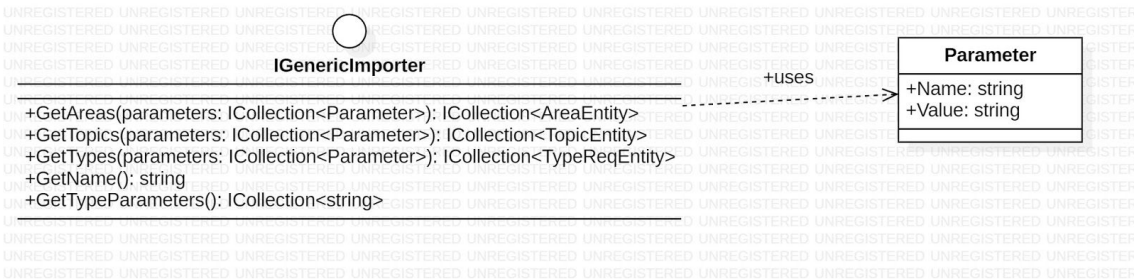 IGenericImporter
+GetAreas(parameters: ICollection<Parameter>): ICollection<AreaEntity>
+GetTopics(parameters: ICollection<Parameter>): ICollection<TopicEntity>
+GetTypes(parameters: ICollection<Parameter>): ICollection<TypeReqEntity>
+GetName(): string
+GetTypeParameters(): ICollection<string>
+uses
Parameter
+Name: string
+Value: string